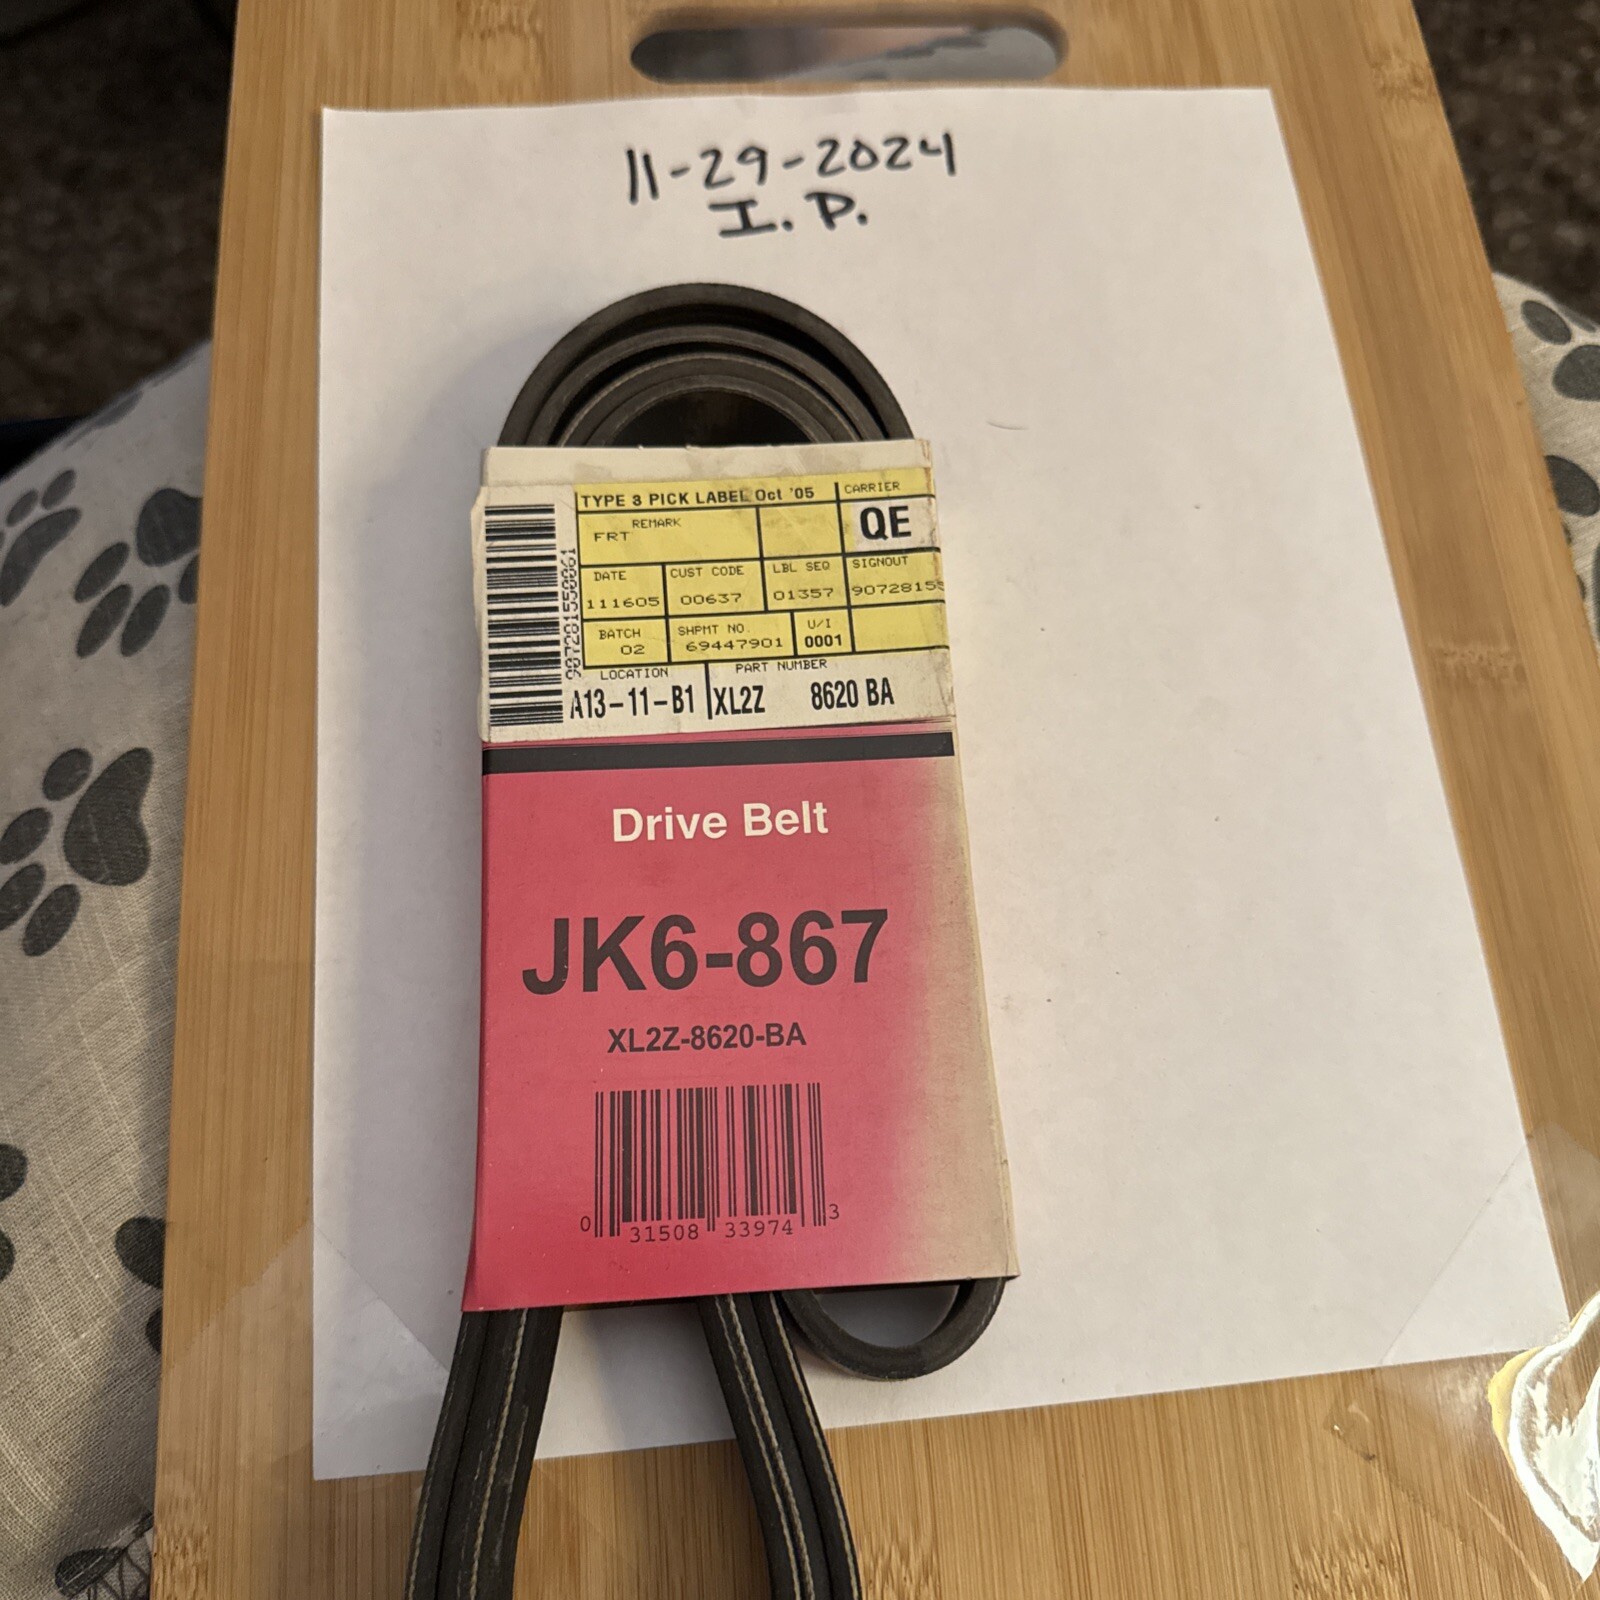 11-29-2024
I. P.
TYPE 3 PICK LABEL Oct '05
CARRIER
REMARK
FRT
QE
DATE
CUST CODE
LBL SEQ
SIGNOUT
111605
00637
01357
9072815
BATCH
SHPMT NO.
U/I
02
69447901
0001
LOCATION
PART NUMBER
A13-11-B1
XL2Z 8620 BA
Drive Belt
JK6-867
XL2Z-8620-BA
0 31508 33974 3